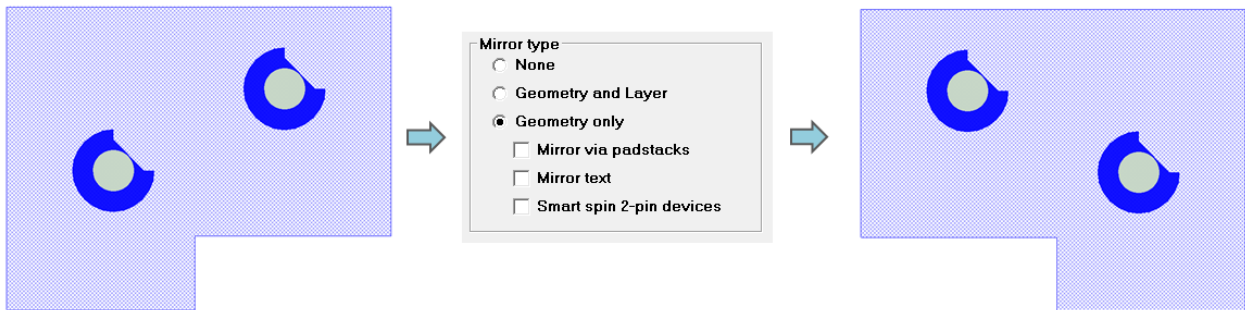 Mirror type
None
Geometry and Layer
Geometry only
Mirror via padstacks
Mirror text
Smart spin 2-pin devices